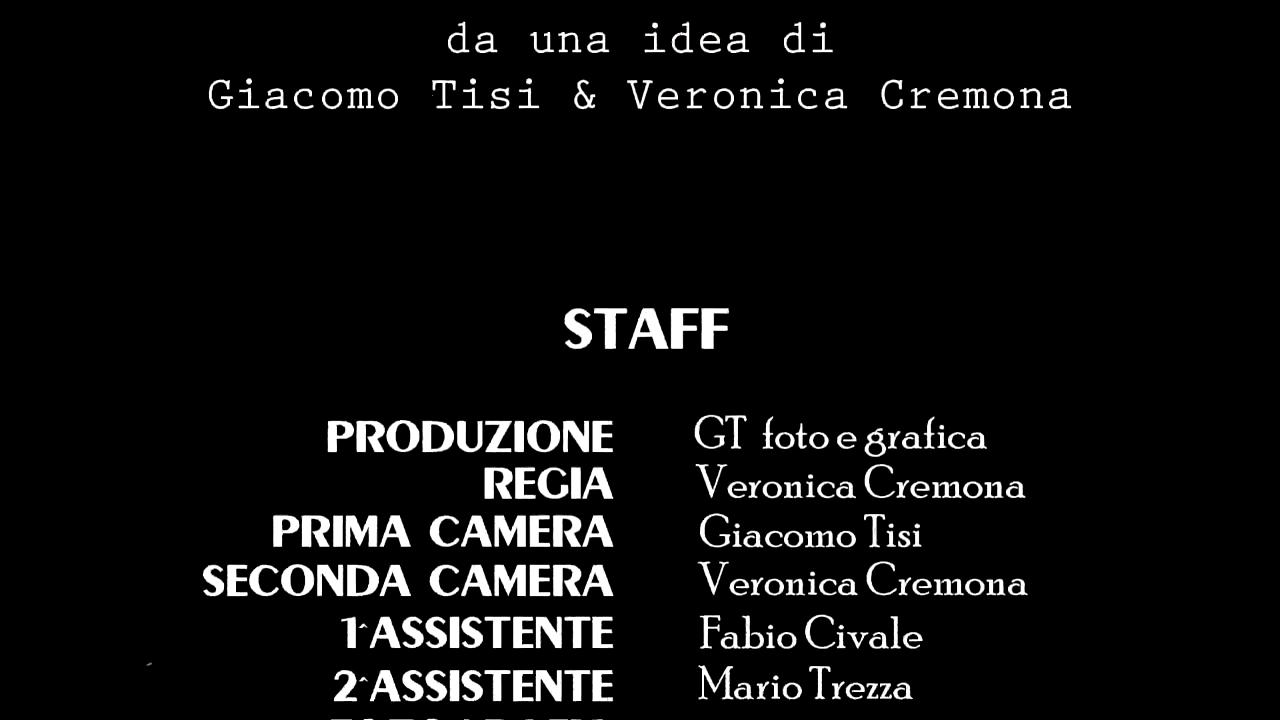 da una idea di
Giacomo Tisi & Veronica Cremona
STAFF
PRODUZIONE GT foto e grafica
REGIA Veronica Cremona
PRIMA CAMERA Giacomo Tisi
SECONDA CAMERA Veronica Cremona
1^ASSISTENTE Fabio Civale
2^ASSISTENTE Mario Trezza